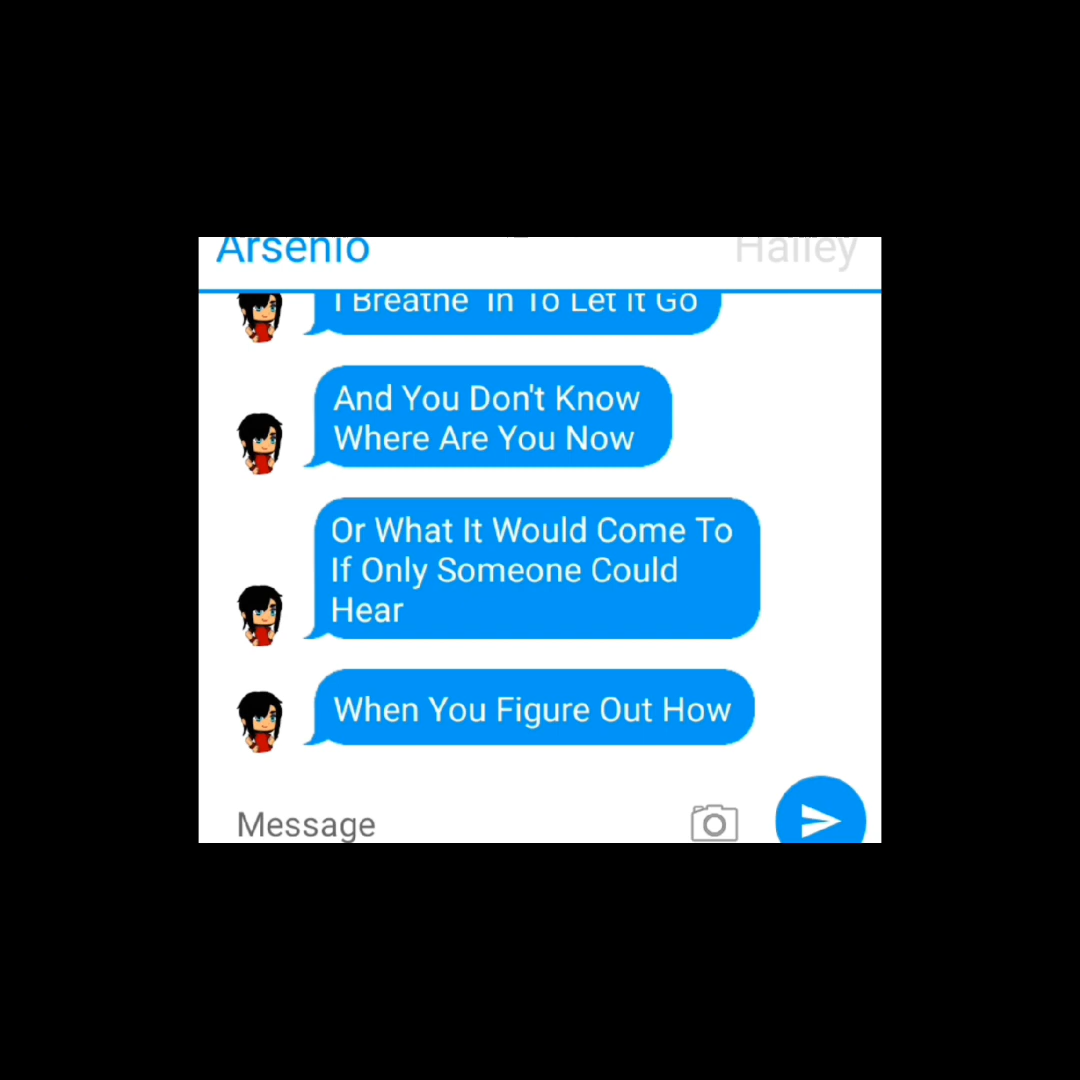 Arsenio Hailey
I Breathe In To Let It Go
And You Don't Know
Where Are You Now
Or What It Would Come To
If Only Someone Could
Hear
When You Figure Out How
Message